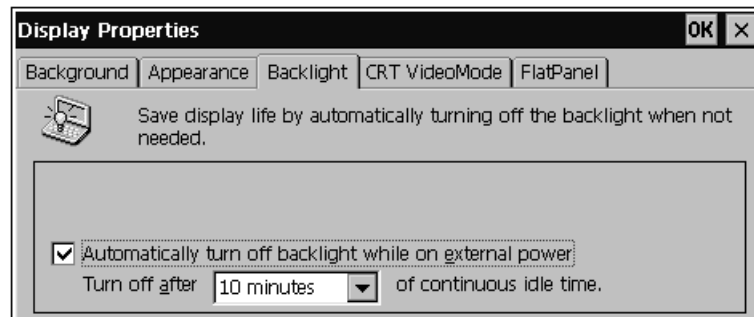 Display Properties OK ×
Background Appearance Backlight CRT VideoMode FlatPanel
Save display life by automatically turning off the backlight when not
needed.
Automatically turn off backlight while on external power
Turn off after 10 minutes of continuous idle time.